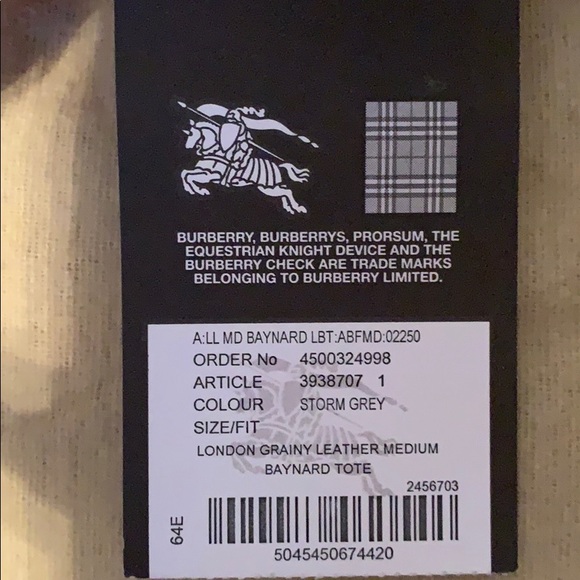 BURBERRY, BURBERRYS, PRORSUM, THE
EQUESTRIAN KNIGHT DEVICE AND THE
BURBERRY CHECK ARE TRADE MARKS
BELONGING TO BURBERRY LIMITED.
A:LL MD BAYNARD LBT:ABFMD:02250
ORDER No 4500324998
ARTICLE 3938707 1
COLOUR STORM GREY
SIZE/FIT
LONDON GRAINY LEATHER MEDIUM
BAYNARD TOTE
2456703
64E
5045450674420